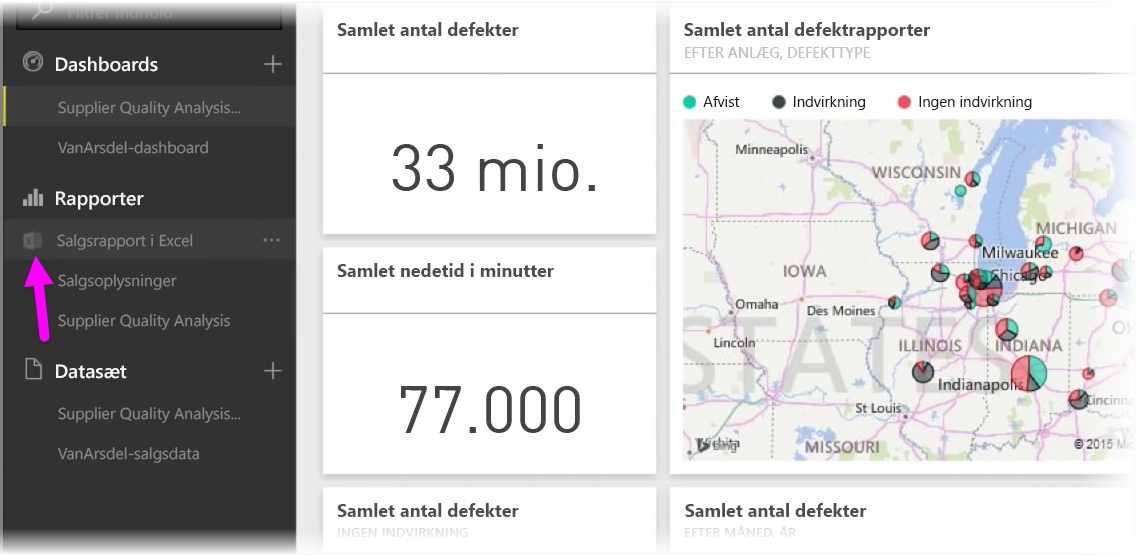 Filtrer indhold
Dashboards
Supplier Quality Analysis...
VanArsdel-dashboard
Rapporter
Salgsrapport i Excel
Salgsoplysninger
Supplier Quality Analysis
Datasæt
Supplier Quality Analysis...
VanArsdel-salgsdata
Samlet antal defekter
33 mio.
Samlet nedetid i minutter
77.000
Samlet antal defekter
INGEN INDVIRKNING
Samlet antal defektrapporter
EFTER ANLÆG, DEFEKTTYPE
Afvist
Indvirkning
Ingen indvirkning
Minneapolis
WISCONSIN
MICHIGAN
Milwaukee
Chicago
IOWA
Omaha
Des Moines
Lincoln
STATES
ILLINOIS
INDIANA
Indianapolis
Cincinn
St Louis
MISSOURI
Bing
© 2015 Mic
Samlet antal defekter
EFTER MÅNED, ÅR